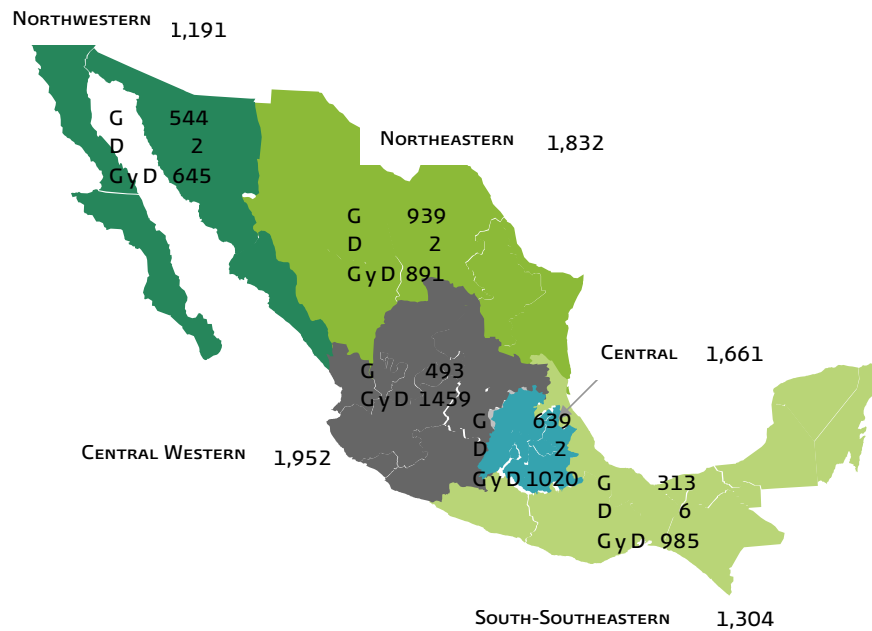 Northwestern 1,191
G 544
D 2
G y D 645
Northeastern 1,832
G 939
D 2
G y D 891
Central 1,661
G 493
G y D 1459
Central Western 1,952
G 639
D 2
G y D 1020
G 313
D 6
G y D 985
South-Southeastern 1,304